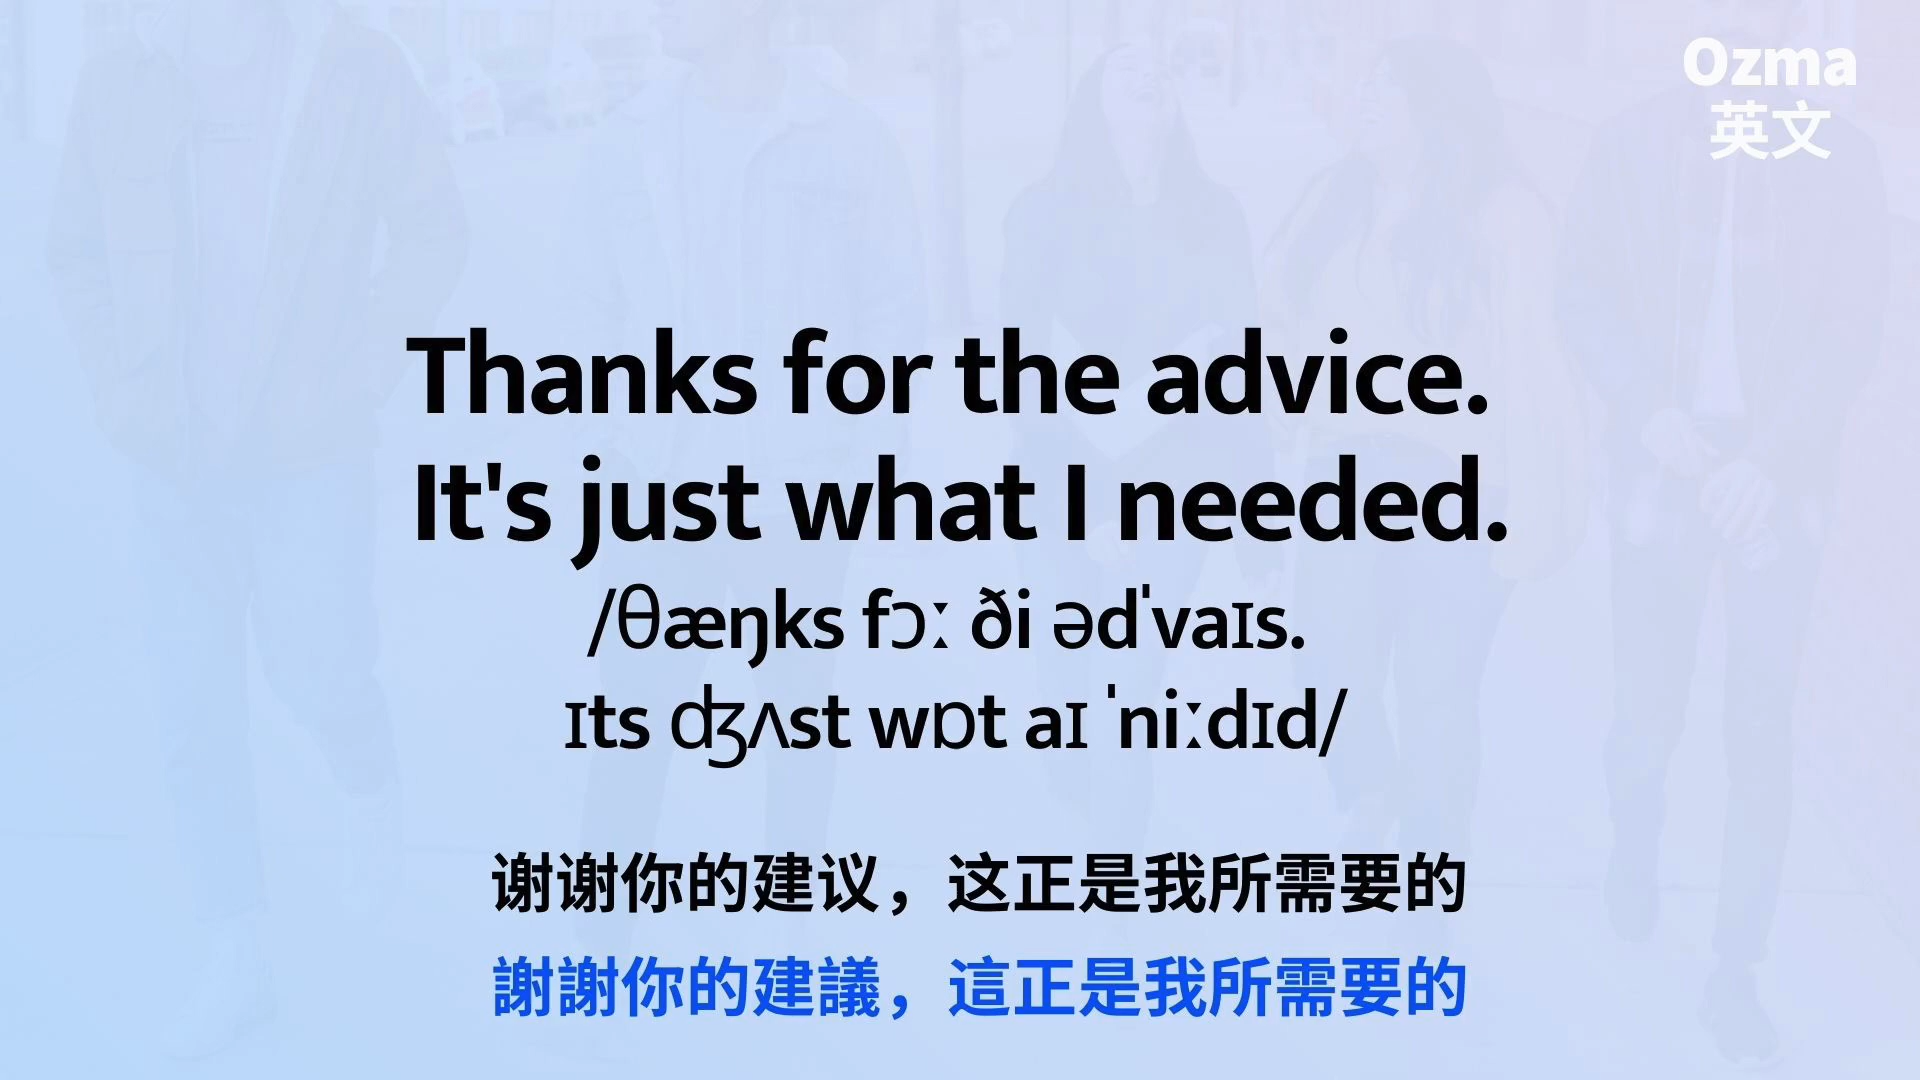 Ozma
英文
Thanks for the advice.
It's just what I needed.
/θæŋks fɔː ði ədˈvaɪs.
ɪts ʤʌst wɒt aɪ ˈniːdɪd/
谢谢你的建议，这正是我所需要的
謝謝你的建議，這正是我所需要的